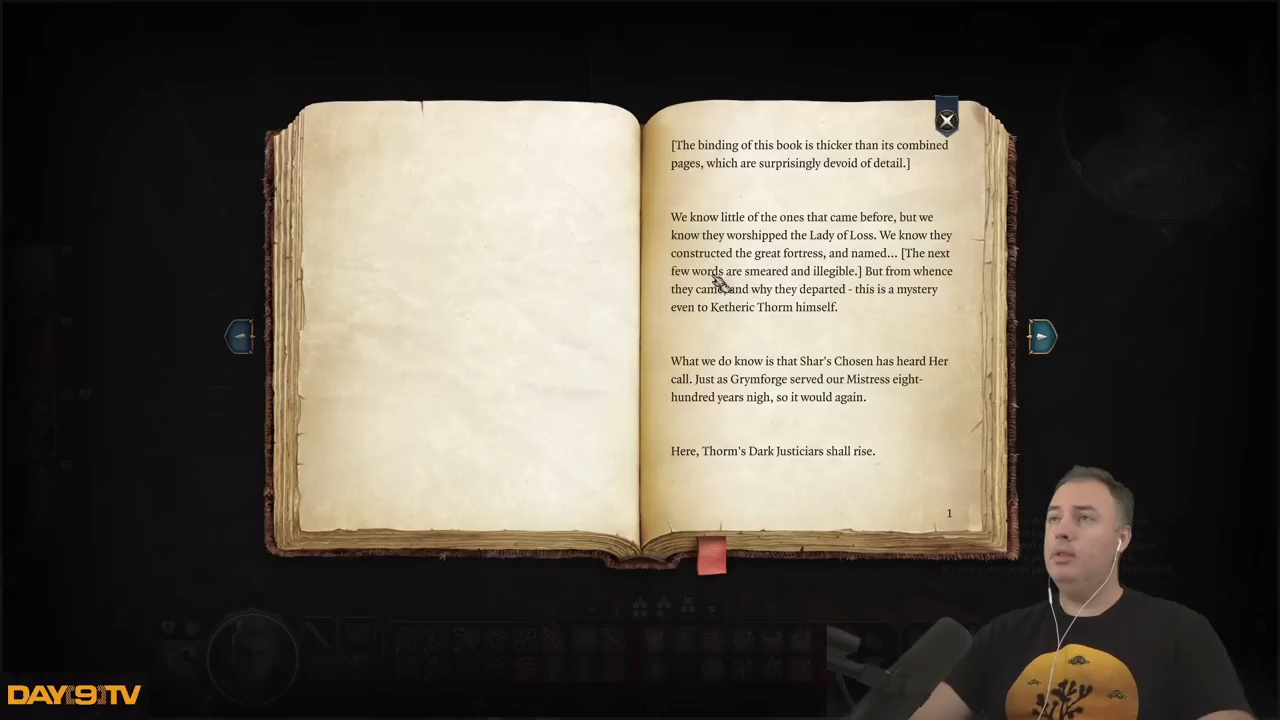 [The binding of this book is thicker than its combined
pages, which are surprisingly devoid of detail.]
We know little of the ones that came before, but we
know they worshipped the Lady of Loss. We know they
constructed the great fortress, and named... [The next
few words are smeared and illegible.] But from whence
they came, and why they departed - this is a mystery
even to Ketheric Thorm himself.
What we do know is that Shar's Chosen has heard Her
call. Just as Grymforge served our Mistress eight-
hundred years nigh, so it would again.
Here, Thorm's Dark Justiciars shall rise.
1
DAY[9]TV